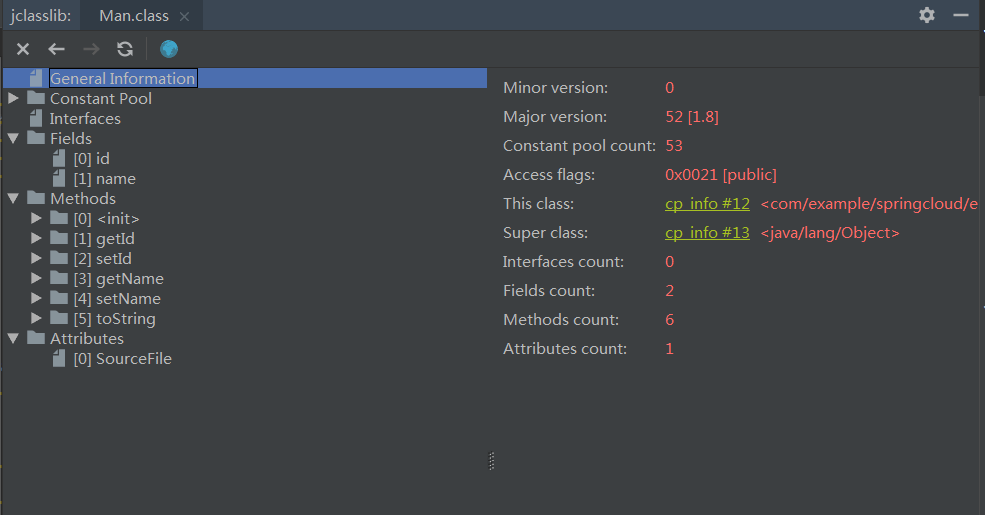 jclasslib: Man.class
General Information
Constant Pool
Interfaces
Fields
[0] id
[1] name
Methods
[0] <init>
[1] getId
[2] setId
[3] getName
[4] setName
[5] toString
Attributes
[0] SourceFile
Minor version: 0
Major version: 52 [1.8]
Constant pool count: 53
Access flags: 0x0021 [public]
This class: cp_info #12 <com/example/springcloud/e
Super class: cp_info #13 <java/lang/Object>
Interfaces count: 0
Fields count: 2
Methods count: 6
Attributes count: 1